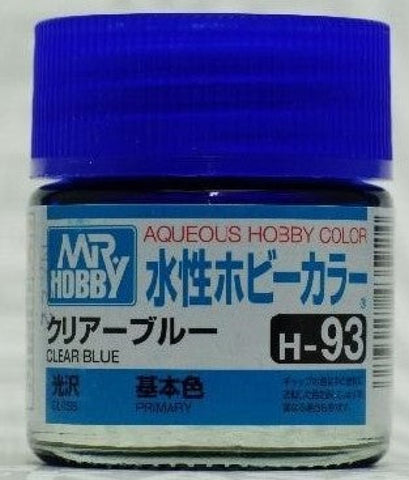 MR HOBBY
AQUEOUS HOBBY COLOR
水性ホビーカラー
クリアーブルー
CLEAR BLUE
H-93
光沢
GLOSS
基本色
PRIMARY